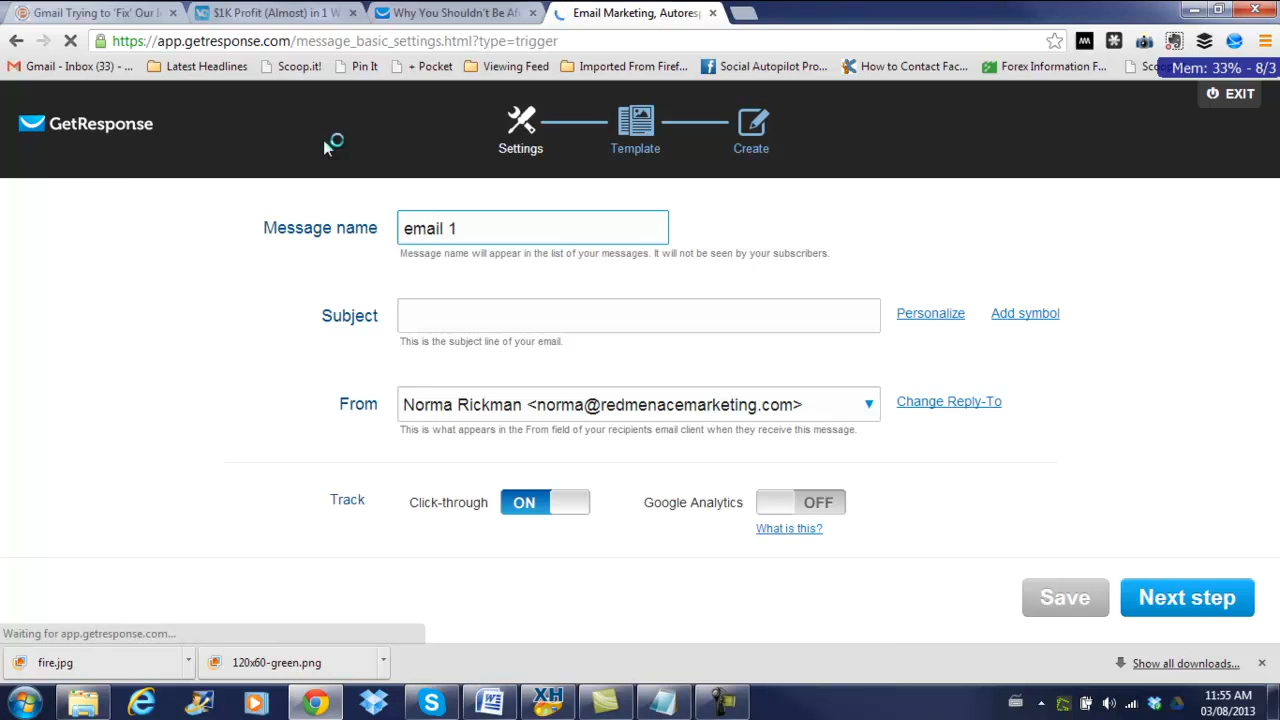 Gmail Trying to 'Fix' Our I
$1K Profit (Almost) in 1 W
Why You Shouldn't Be Af
Email Marketing, Autores
https://app.getresponse.com/message_basic_settings.html?type=trigger
Gmail - Inbox (33) -...
Latest Headlines
Scoop.it!
Pin It
+ Pocket
Viewing Feed
Imported From Firef...
Social Autopilot Pro...
How to Contact Fac...
Forex Information F...
Mem: 33% - 8/3
EXIT
GetResponse
Settings
Template
Create
Message name
email 1
Message name will appear in the list of your messages. It will not be seen by your subscribers.
Subject
Personalize
Add symbol
This is the subject line of your email.
From
Norma Rickman <norma@redmenacemarketing.com>
Change Reply-To
This is what appears in the From field of your recipients email client when they receive this message.
Track
Click-through
ON
Google Analytics
OFF
What is this?
Save
Next step
Waiting for app.getresponse.com...
fire.jpg
120x60-green.png
Show all downloads...
11:55 AM
03/08/2013